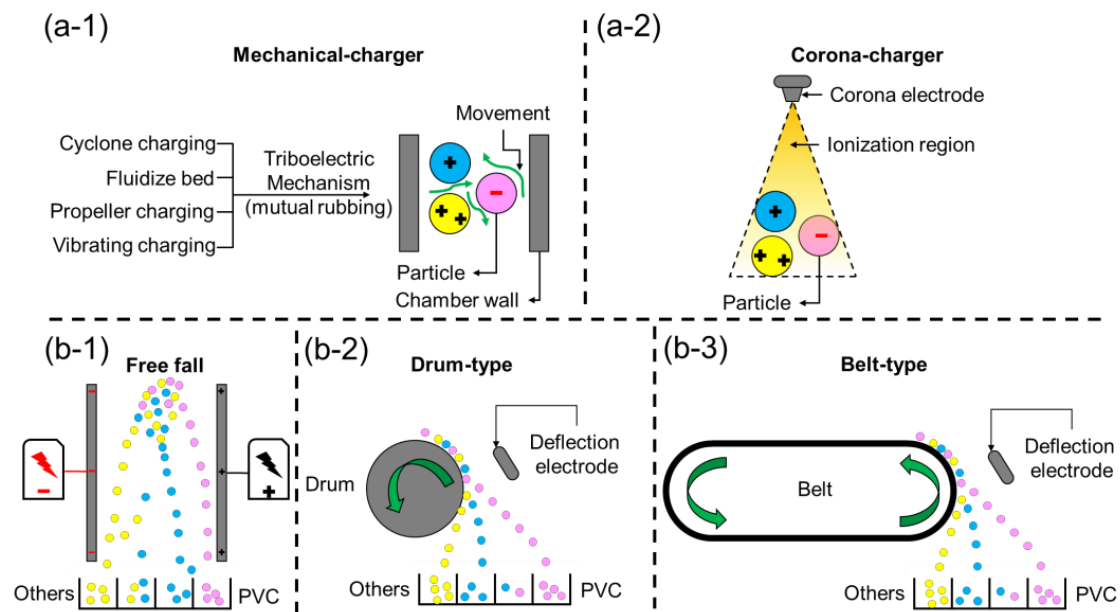 (a-1)
Mechanical-charger
Movement
Cyclone charging
Fluidize bed
Propeller charging
Vibrating charging
Triboelectric
Mechanism
(mutual rubbing)
+
++
−
Particle
Chamber wall
(a-2)
Corona-charger
Corona electrode
Ionization region
+
++
−
Particle
(b-1)
Free fall
−
−
−
+
+
+
−
+
Others
PVC
(b-2)
Drum-type
Deflection
electrode
Drum
Others
PVC
(b-3)
Belt-type
Deflection
electrode
Belt
Others
PVC